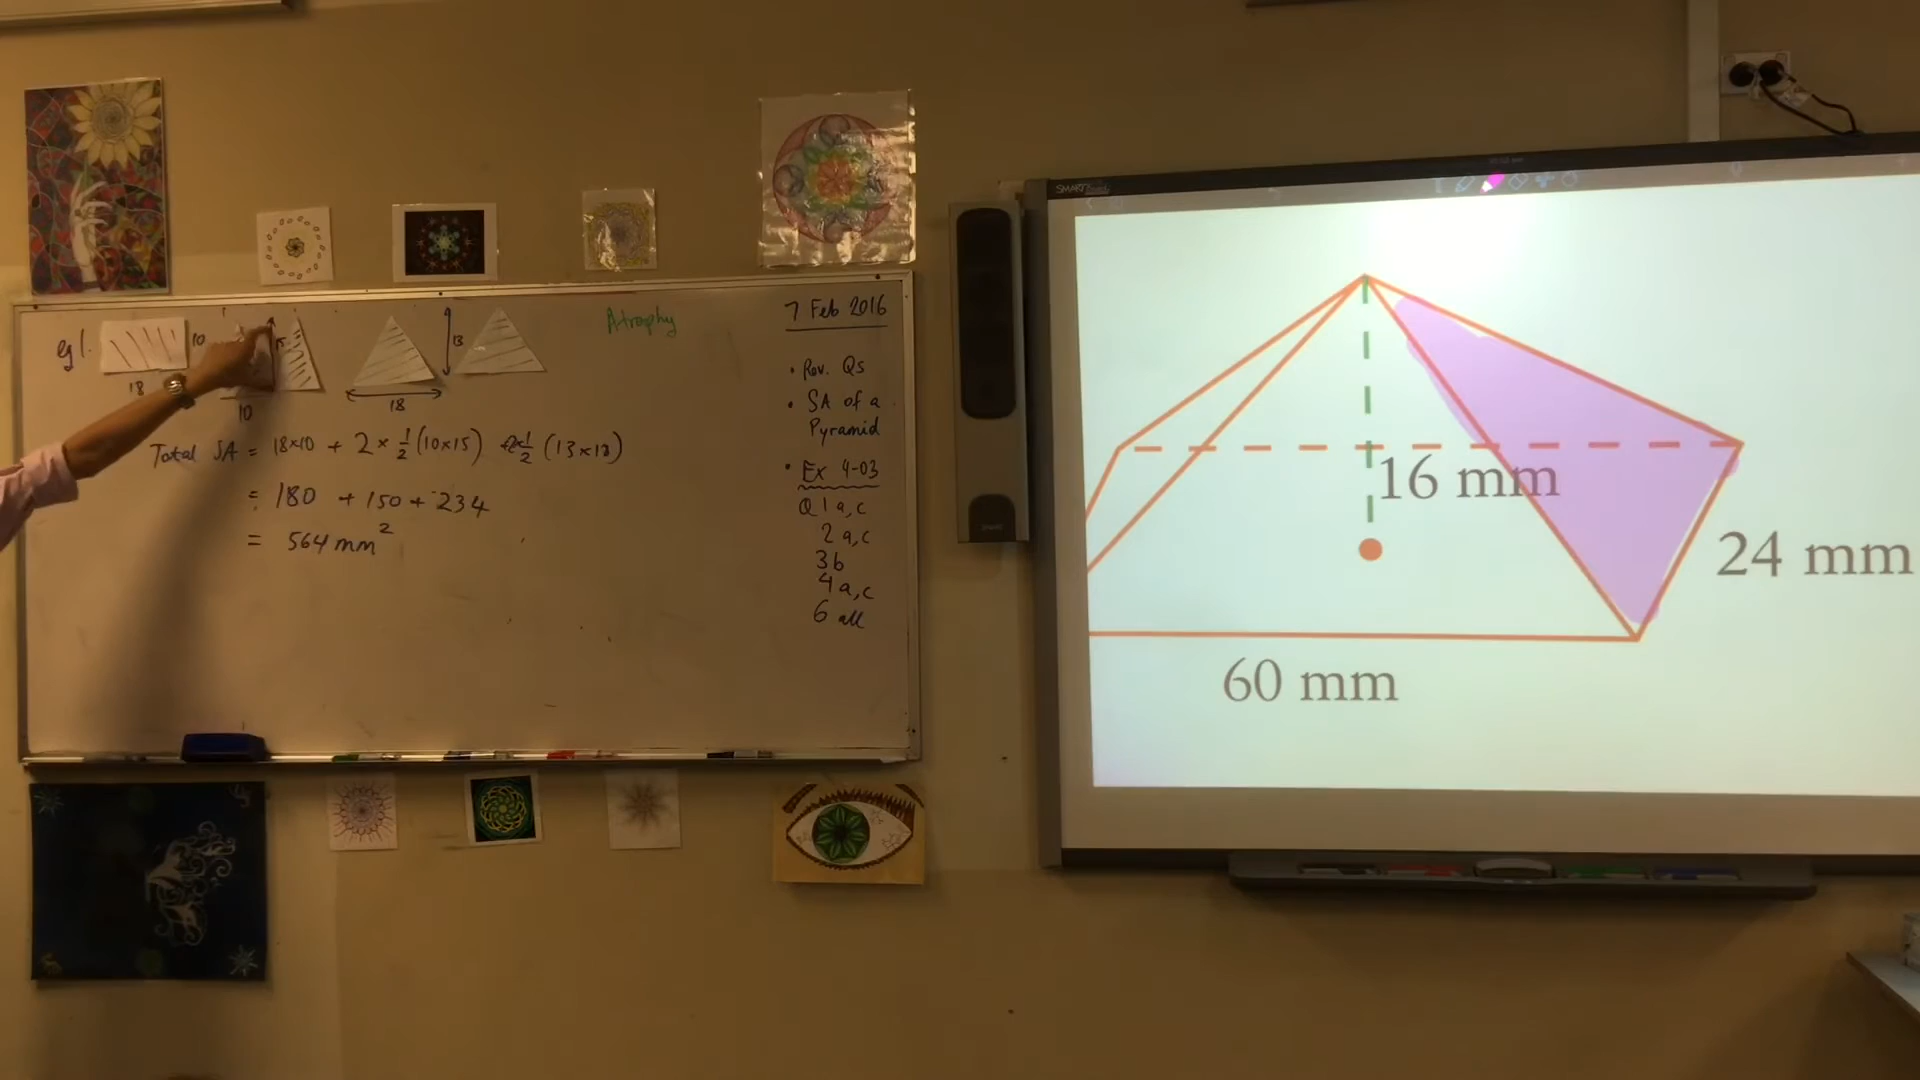 eg 1.
10
15
18
10
18
13
Total SA = 18×10 + 2 × 1/2 (10×15) + 2×1/2 (13×18)
= 180 + 150 + 234
= 564 mm²
Atrophy
7 Feb 2016
• Rev. Qs
• SA of a
Pyramid
• Ex 4-03
Q 1 a, c
2 a, c
3 b
4 a, c
6 all
SMART
16 mm
24 mm
60 mm